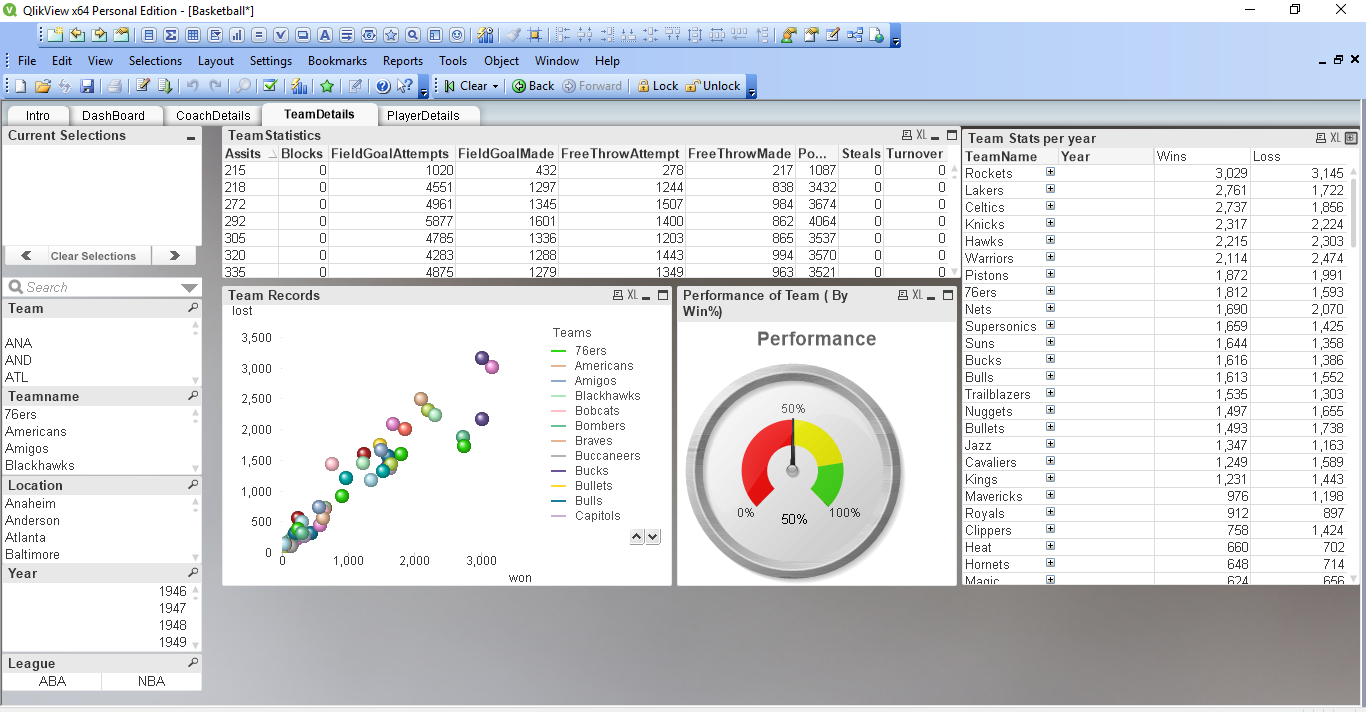 QlikView x64 Personal Edition - [Basketball*]
File Edit View Selections Layout Settings Bookmarks Reports Tools Object Window Help
Clear Back Forward Lock Unlock
Intro DashBoard CoachDetails TeamDetails PlayerDetails
Current Selections
Clear Selections
Search
Team
ANA
AND
ATL
Teamname
76ers
Americans
Amigos
Blackhawks
Location
Anaheim
Anderson
Atlanta
Baltimore
Year
1946
1947
1948
1949
League
ABA NBA
TeamStatistics XL
Assits Blocks FieldGoalAttempts FieldGoalMade FreeThrowAttempt FreeThrowMade Po... Steals Turnover
215 0 1020 432 278 217 1087 0 0
218 0 4551 1297 1244 838 3432 0 0
272 0 4961 1345 1507 984 3674 0 0
292 0 5877 1601 1400 862 4064 0 0
305 0 4785 1336 1203 865 3537 0 0
320 0 4283 1288 1443 994 3570 0 0
335 0 4875 1279 1349 963 3521 0 0
Team Records XL
lost
3,500
3,000
2,500
2,000
1,500
1,000
500
0
0 1,000 2,000 3,000
won
Teams
76ers
Americans
Amigos
Blackhawks
Bobcats
Bombers
Braves
Buccaneers
Bucks
Bullets
Bulls
Capitols
Performance of Team ( By XL
Win%)
Performance
50%
0% 100%
50%
Team Stats per year XL
TeamName Year Wins Loss
Rockets 3,029 3,145
Lakers 2,761 1,722
Celtics 2,737 1,856
Knicks 2,317 2,224
Hawks 2,215 2,303
Warriors 2,114 2,474
Pistons 1,872 1,991
76ers 1,812 1,593
Nets 1,690 2,070
Supersonics 1,659 1,425
Suns 1,644 1,358
Bucks 1,616 1,386
Bulls 1,613 1,552
Trailblazers 1,535 1,303
Nuggets 1,497 1,655
Bullets 1,493 1,738
Jazz 1,347 1,163
Cavaliers 1,249 1,589
Kings 1,231 1,443
Mavericks 976 1,198
Royals 912 897
Clippers 758 1,424
Heat 660 702
Hornets 648 714
Magic 624 656